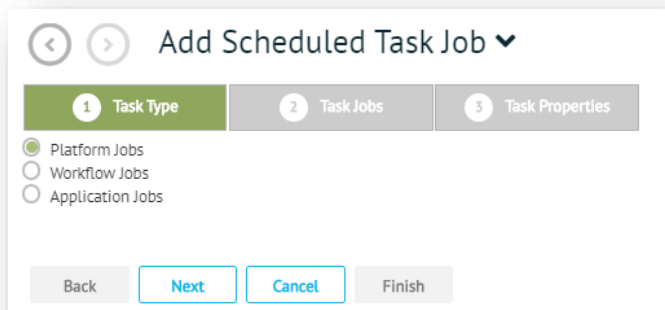 Add Scheduled Task Job
1 Task Type 2 Task Jobs 3 Task Properties
Platform Jobs
Workflow Jobs
Application Jobs
Back Next Cancel Finish